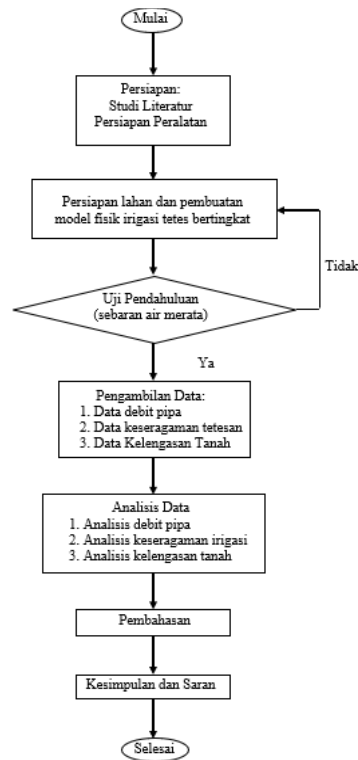 Mulai
Persiapan:
Studi Literatur
Persiapan Peralatan
Persiapan lahan dan pembuatan
model fisik irigasi tetes bertingkat
Tidak
Uji Pendahuluan
(sebaran air merata)
Ya
Pengambilan Data:
1. Data debit pipa
2. Data keseragaman tetesan
3. Data Kelengasan Tanah
Analisis Data
1. Analisis debit pipa
2. Analisis keseragaman irigasi
3. Analisis kelengasan tanah
Pembahasan
Kesimpulan dan Saran
Selesai